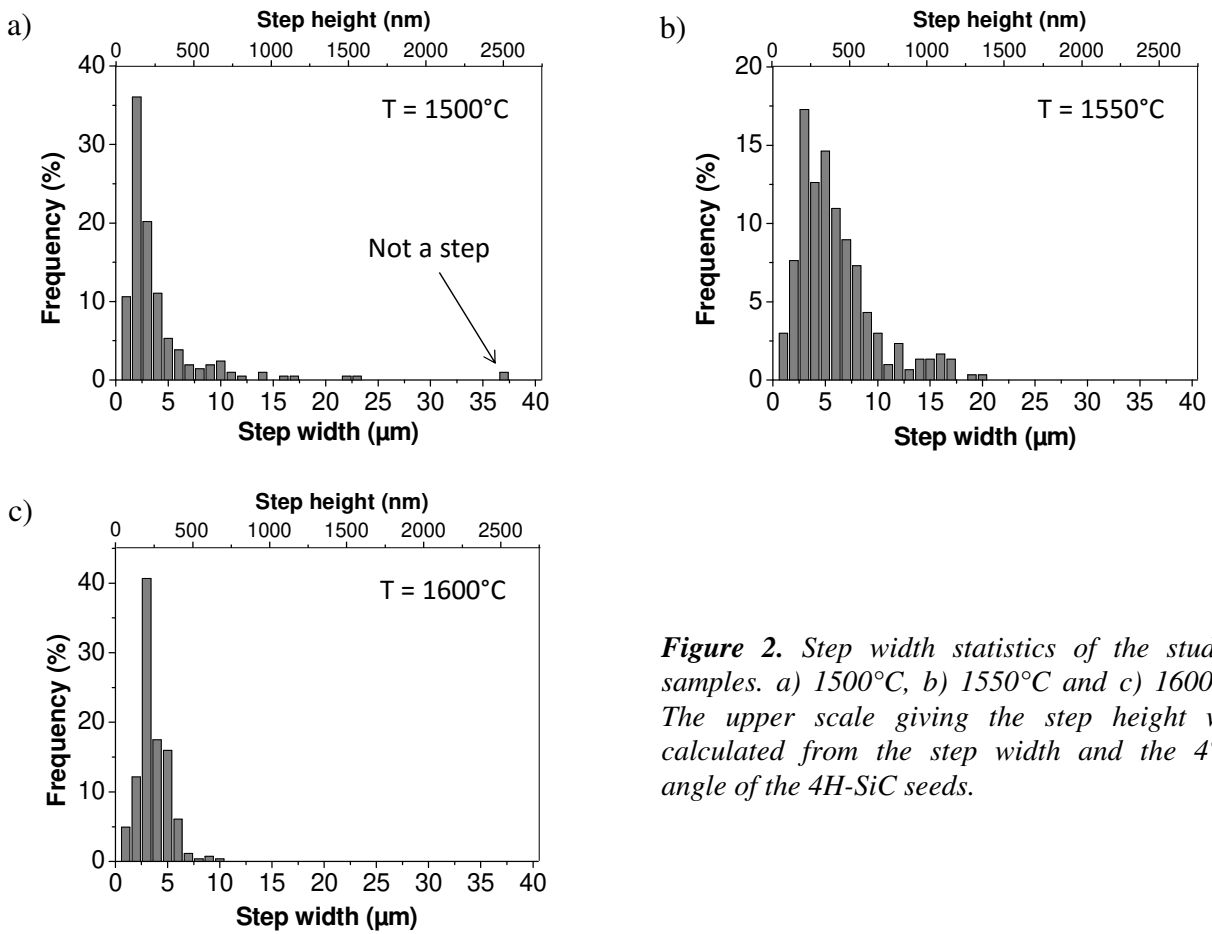 a)
Step height (nm)
0 500 1000 1500 2000 2500
40
30
20
10
0
Frequency (%)
T = 1500°C
Not a step
0 5 10 15 20 25 30 35 40
Step width (µm)
b)
Step height (nm)
0 500 1000 1500 2000 2500
20
15
10
5
0
Frequency (%)
T = 1550°C
0 5 10 15 20 25 30 35 40
Step width (µm)
c)
Step height (nm)
0 500 1000 1500 2000 2500
40
30
20
10
0
Frequency (%)
T = 1600°C
0 5 10 15 20 25 30 35 40
Step width (µm)
Figure 2. Step width statistics of the stud
samples. a) 1500°C, b) 1550°C and c) 1600
The upper scale giving the step height
calculated from the step width and the 4°
angle of the 4H-SiC seeds.